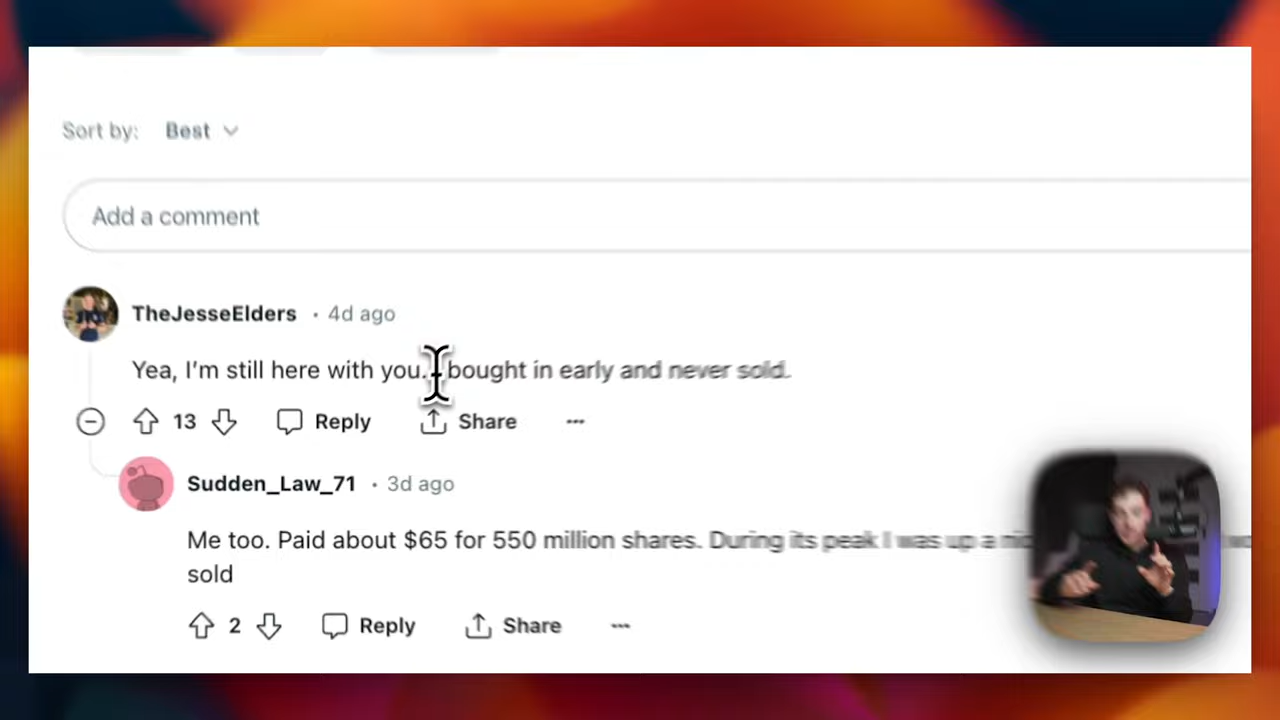 Sort by: Best
Add a comment
TheJesseElders • 4d ago
Yea, I'm still here with you. bought in early and never sold.
13 Reply Share ...
Sudden_Law_71 • 3d ago
Me too. Paid about $65 for 550 million shares. During its peak I was up a
sold
2 Reply Share ...